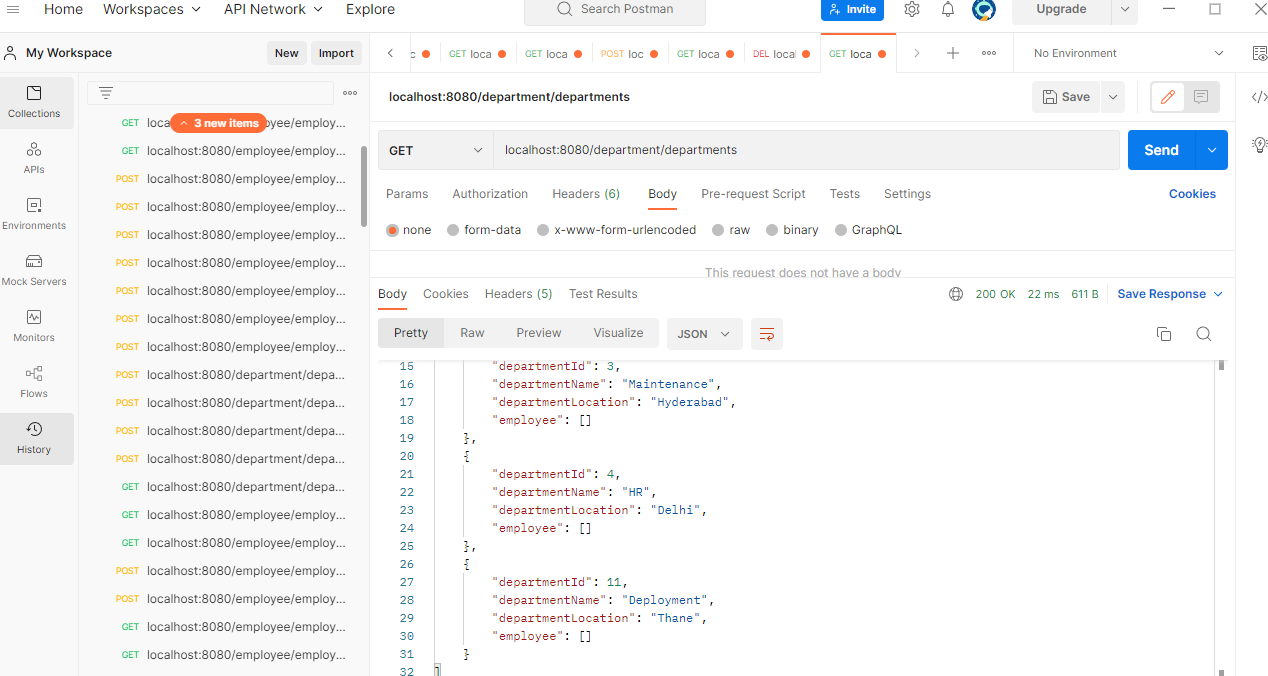 Home Workspaces API Network Explore Search Postman Invite Upgrade
My Workspace New Import
c GET loca GET loca POST loc GET loca DEL local GET loca No Environment
Collections
APIs
Environments
Mock Servers
Monitors
Flows
History
3 new items
GET loca yee/employ...
GET localhost:8080/employee/employ...
POST localhost:8080/employee/employ...
POST localhost:8080/employee/employ...
POST localhost:8080/employee/employ...
POST localhost:8080/employee/employ...
POST localhost:8080/employee/employ...
POST localhost:8080/employee/employ...
POST localhost:8080/employee/employ...
POST localhost:8080/department/depa...
POST localhost:8080/department/depa...
POST localhost:8080/department/depa...
POST localhost:8080/department/depa...
GET localhost:8080/department/depa...
GET localhost:8080/employee/employ...
GET localhost:8080/employee/employ...
POST localhost:8080/employee/employ...
POST localhost:8080/employee/employ...
GET localhost:8080/employee/employ...
GET localhost:8080/employee/employ...
localhost:8080/department/departments Save
GET localhost:8080/department/departments Send
Params Authorization Headers (6) Body Pre-request Script Tests Settings Cookies
none form-data x-www-form-urlencoded raw binary GraphQL
This request does not have a body
Body Cookies Headers (5) Test Results 200 OK 22 ms 611 B Save Response
Pretty Raw Preview Visualize JSON
15 "departmentId": 3,
16 "departmentName": "Maintenance",
17 "departmentLocation": "Hyderabad",
18 "employee": []
19 },
20 {
21 "departmentId": 4,
22 "departmentName": "HR",
23 "departmentLocation": "Delhi",
24 "employee": []
25 },
26 {
27 "departmentId": 11,
28 "departmentName": "Deployment",
29 "departmentLocation": "Thane",
30 "employee": []
31 }
32 ]